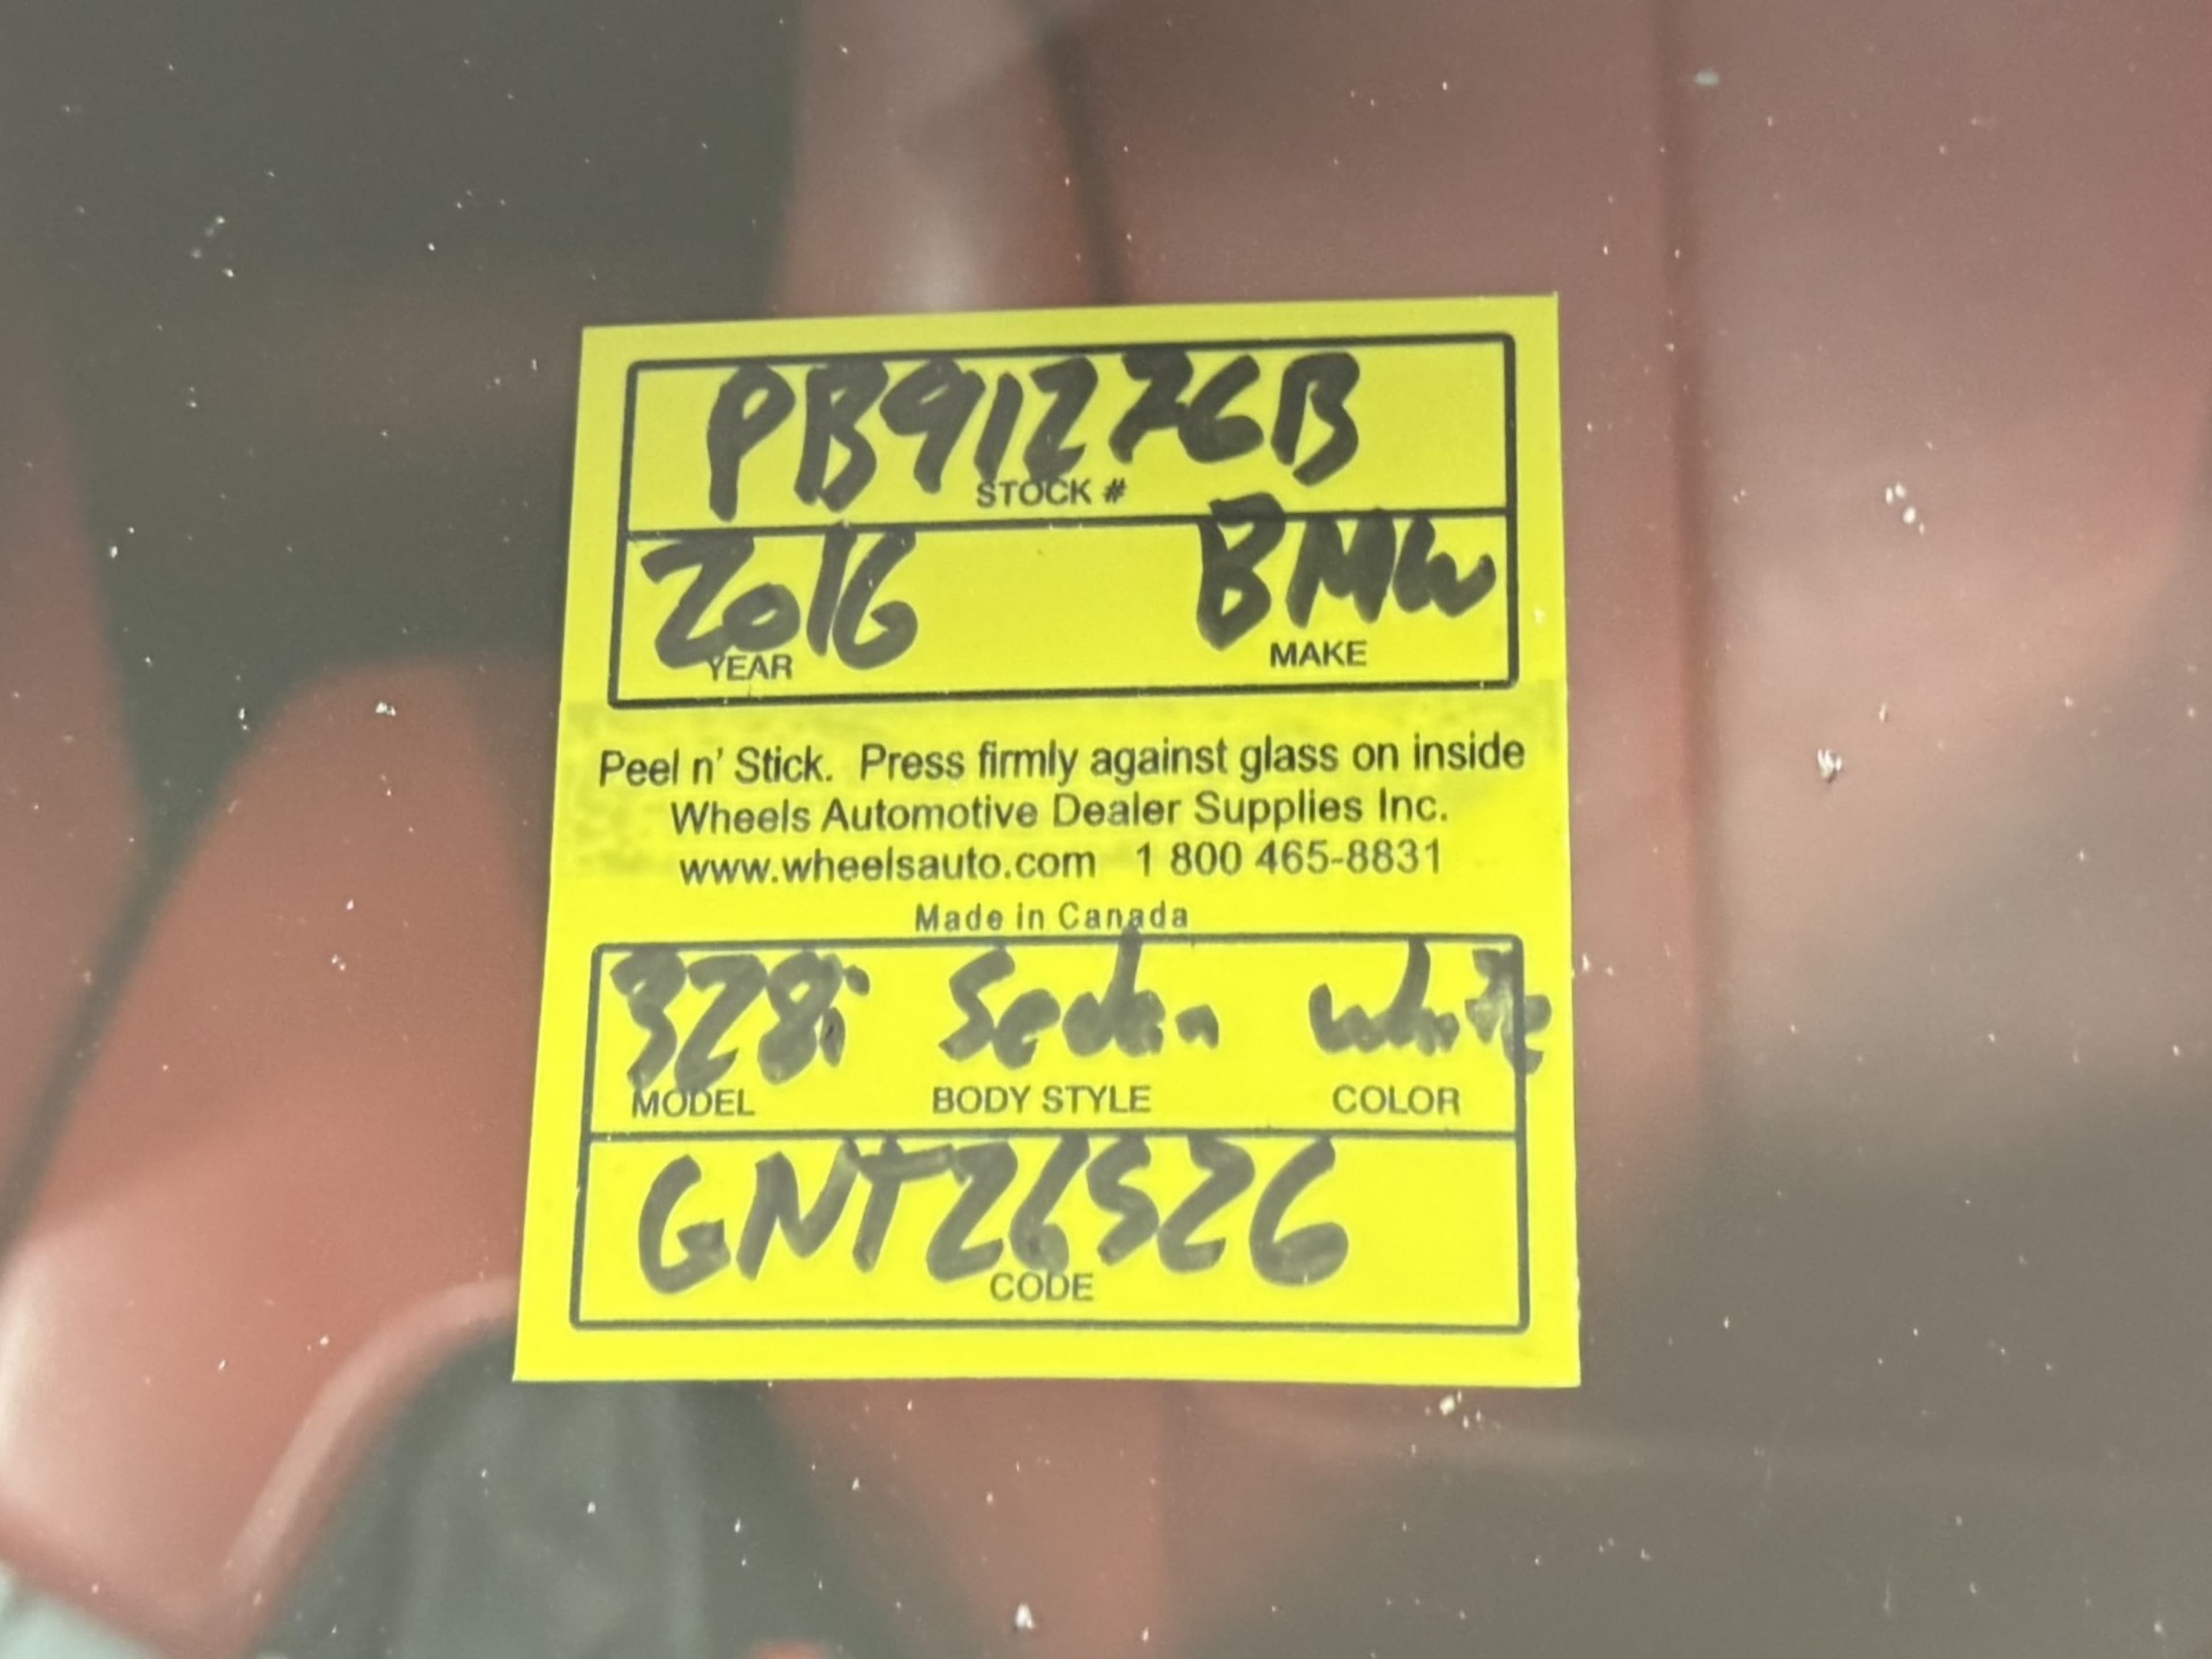 PB91276B
STOCK #
2016 BMW
YEAR MAKE
Peel n' Stick. Press firmly against glass on inside
Wheels Automotive Dealer Supplies Inc.
www.wheelsauto.com 1 800 465-8831
Made in Canada
328i Sedan white
MODEL BODY STYLE COLOR
GNT26526
CODE